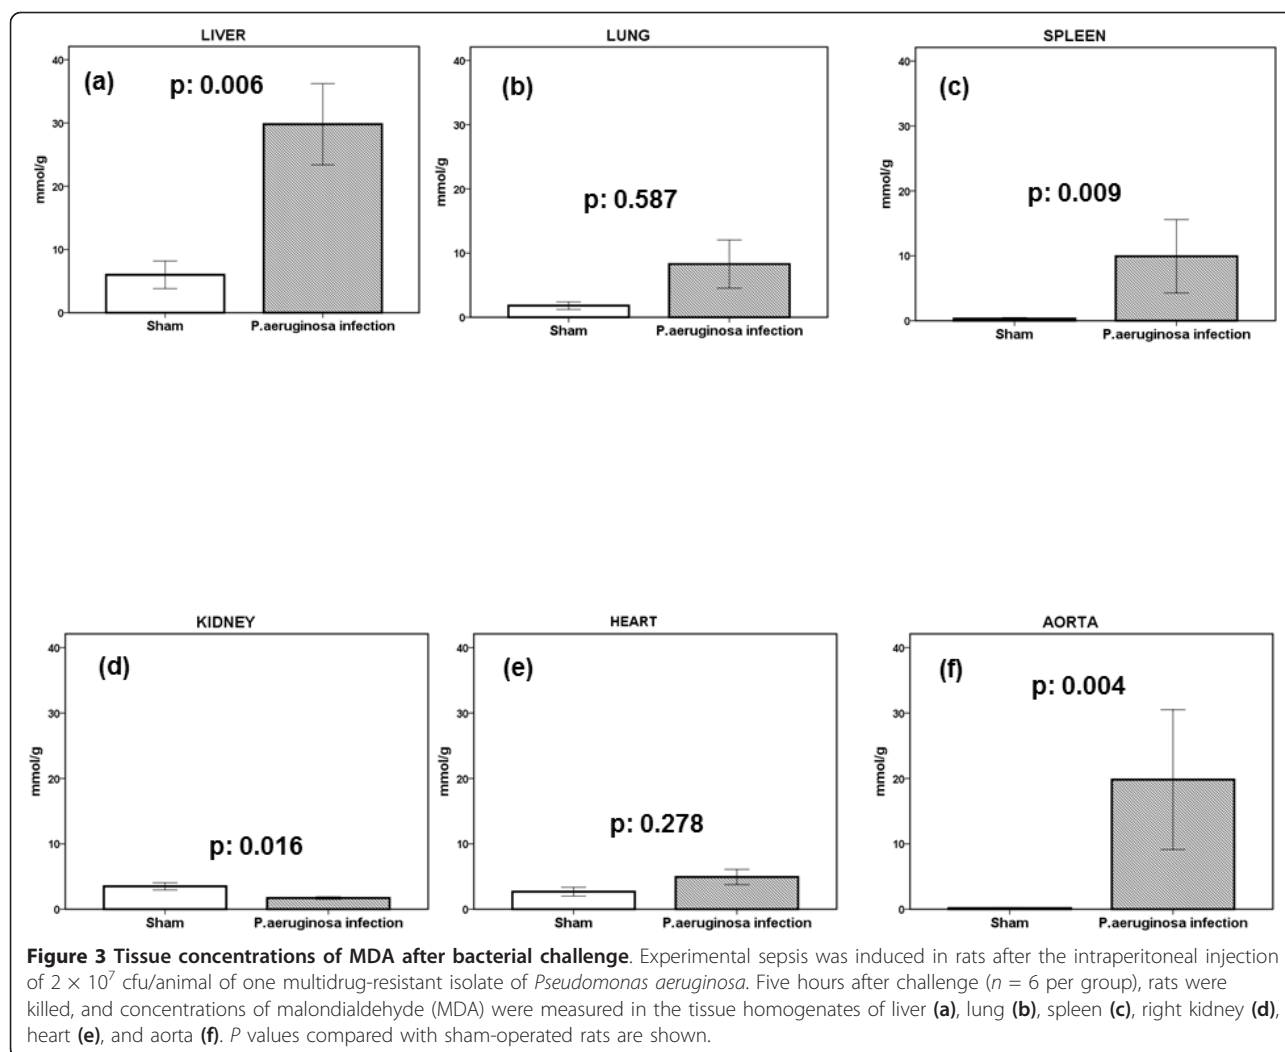 LIVER
(a)
p: 0.006
mmol/g
40
30
20
10
0
Sham
P.aeruginosa infection
LUNG
(b)
p: 0.587
mmol/g
40
30
20
10
0
Sham
P.aeruginosa infection
SPLEEN
(c)
p: 0.009
mmol/g
40
30
20
10
0
Sham
P.aeruginosa infection
KIDNEY
(d)
p: 0.016
mmol/g
40
30
20
10
0
Sham
P.aeruginosa infection
HEART
(e)
p: 0.278
mmol/g
40
30
20
10
0
Sham
P.aeruginosa infection
AORTA
(f)
p: 0.004
mmol/g
40
30
20
10
0
Sham
P.aeruginosa infection
Figure 3 Tissue concentrations of MDA after bacterial challenge. Experimental sepsis was induced in rats after the intraperitoneal injection
of 2 × 10⁷ cfu/animal of one multidrug-resistant isolate of Pseudomonas aeruginosa. Five hours after challenge (n = 6 per group), rats were
killed, and concentrations of malondialdehyde (MDA) were measured in the tissue homogenates of liver (a), lung (b), spleen (c), right kidney (d),
heart (e), and aorta (f). P values compared with sham-operated rats are shown.